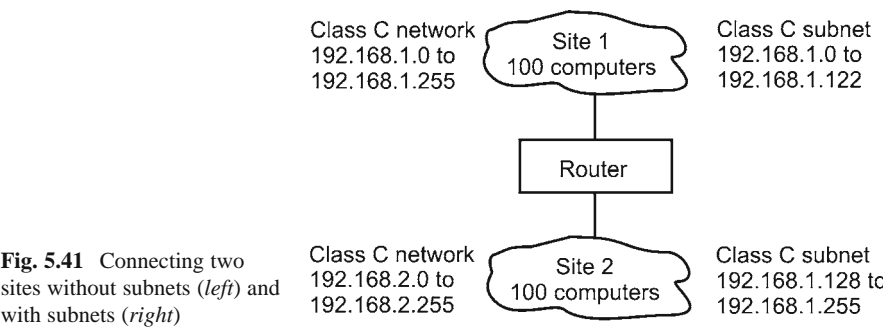 Class C network
192.168.1.0 to
192.168.1.255
Site 1
100 computers
Class C subnet
192.168.1.0 to
192.168.1.122
Router
Fig. 5.41 Connecting two
sites without subnets (left) and
with subnets (right)
Class C network
192.168.2.0 to
192.168.2.255
Site 2
100 computers
Class C subnet
192.168.1.128 to
192.168.1.255